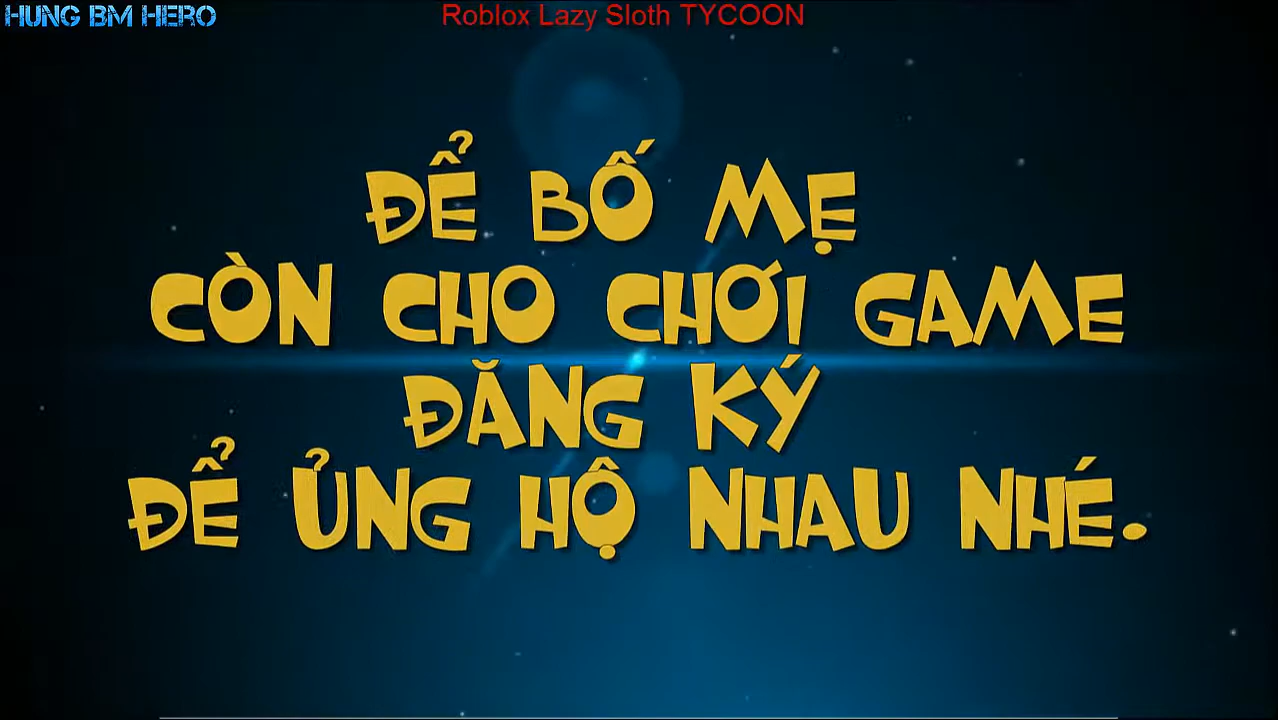 HUNG BM HERO
Roblox Lazy Sloth TYCOON
ĐỂ BỐ MẸ
CÒN CHO CHƠI GAME
ĐĂNG KÝ
ĐỂ ỦNG HỘ NHAU NHÉ.